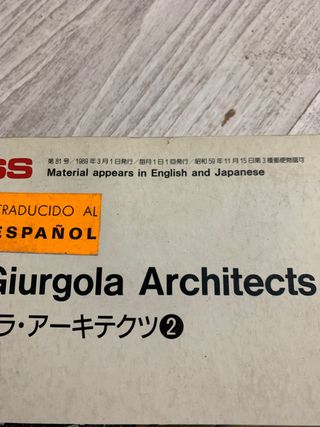 SS
第81号／1989年3月1日発行／毎月1日1回発行／昭和59年11月15日第3種郵便物認可
Material appears in English and Japanese
TRADUCIDO AL
ESPAÑOL
Giurgola Architects
ラ・アーキテクツ❷